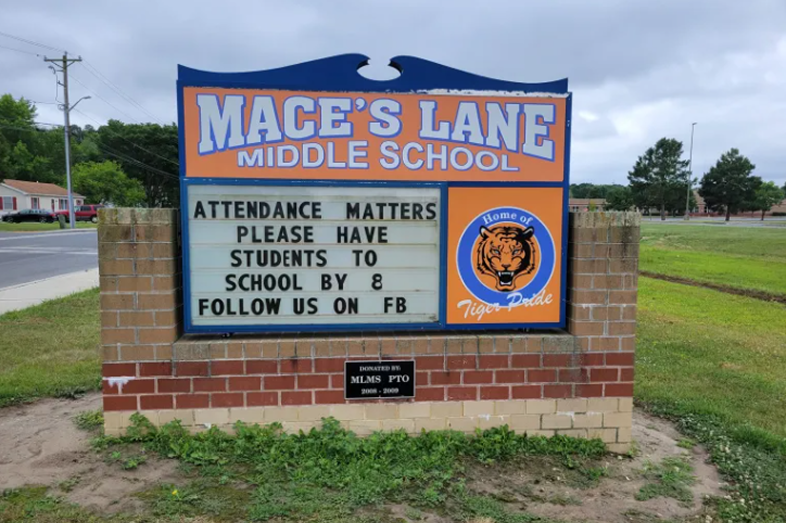 MACE'S LANE
MIDDLE SCHOOL
ATTENDANCE MATTERS
PLEASE HAVE
STUDENTS TO
SCHOOL BY 8
FOLLOW US ON FB
Home of
Tiger Pride
DONATED BY:
MLMS PTO
2008 - 2009